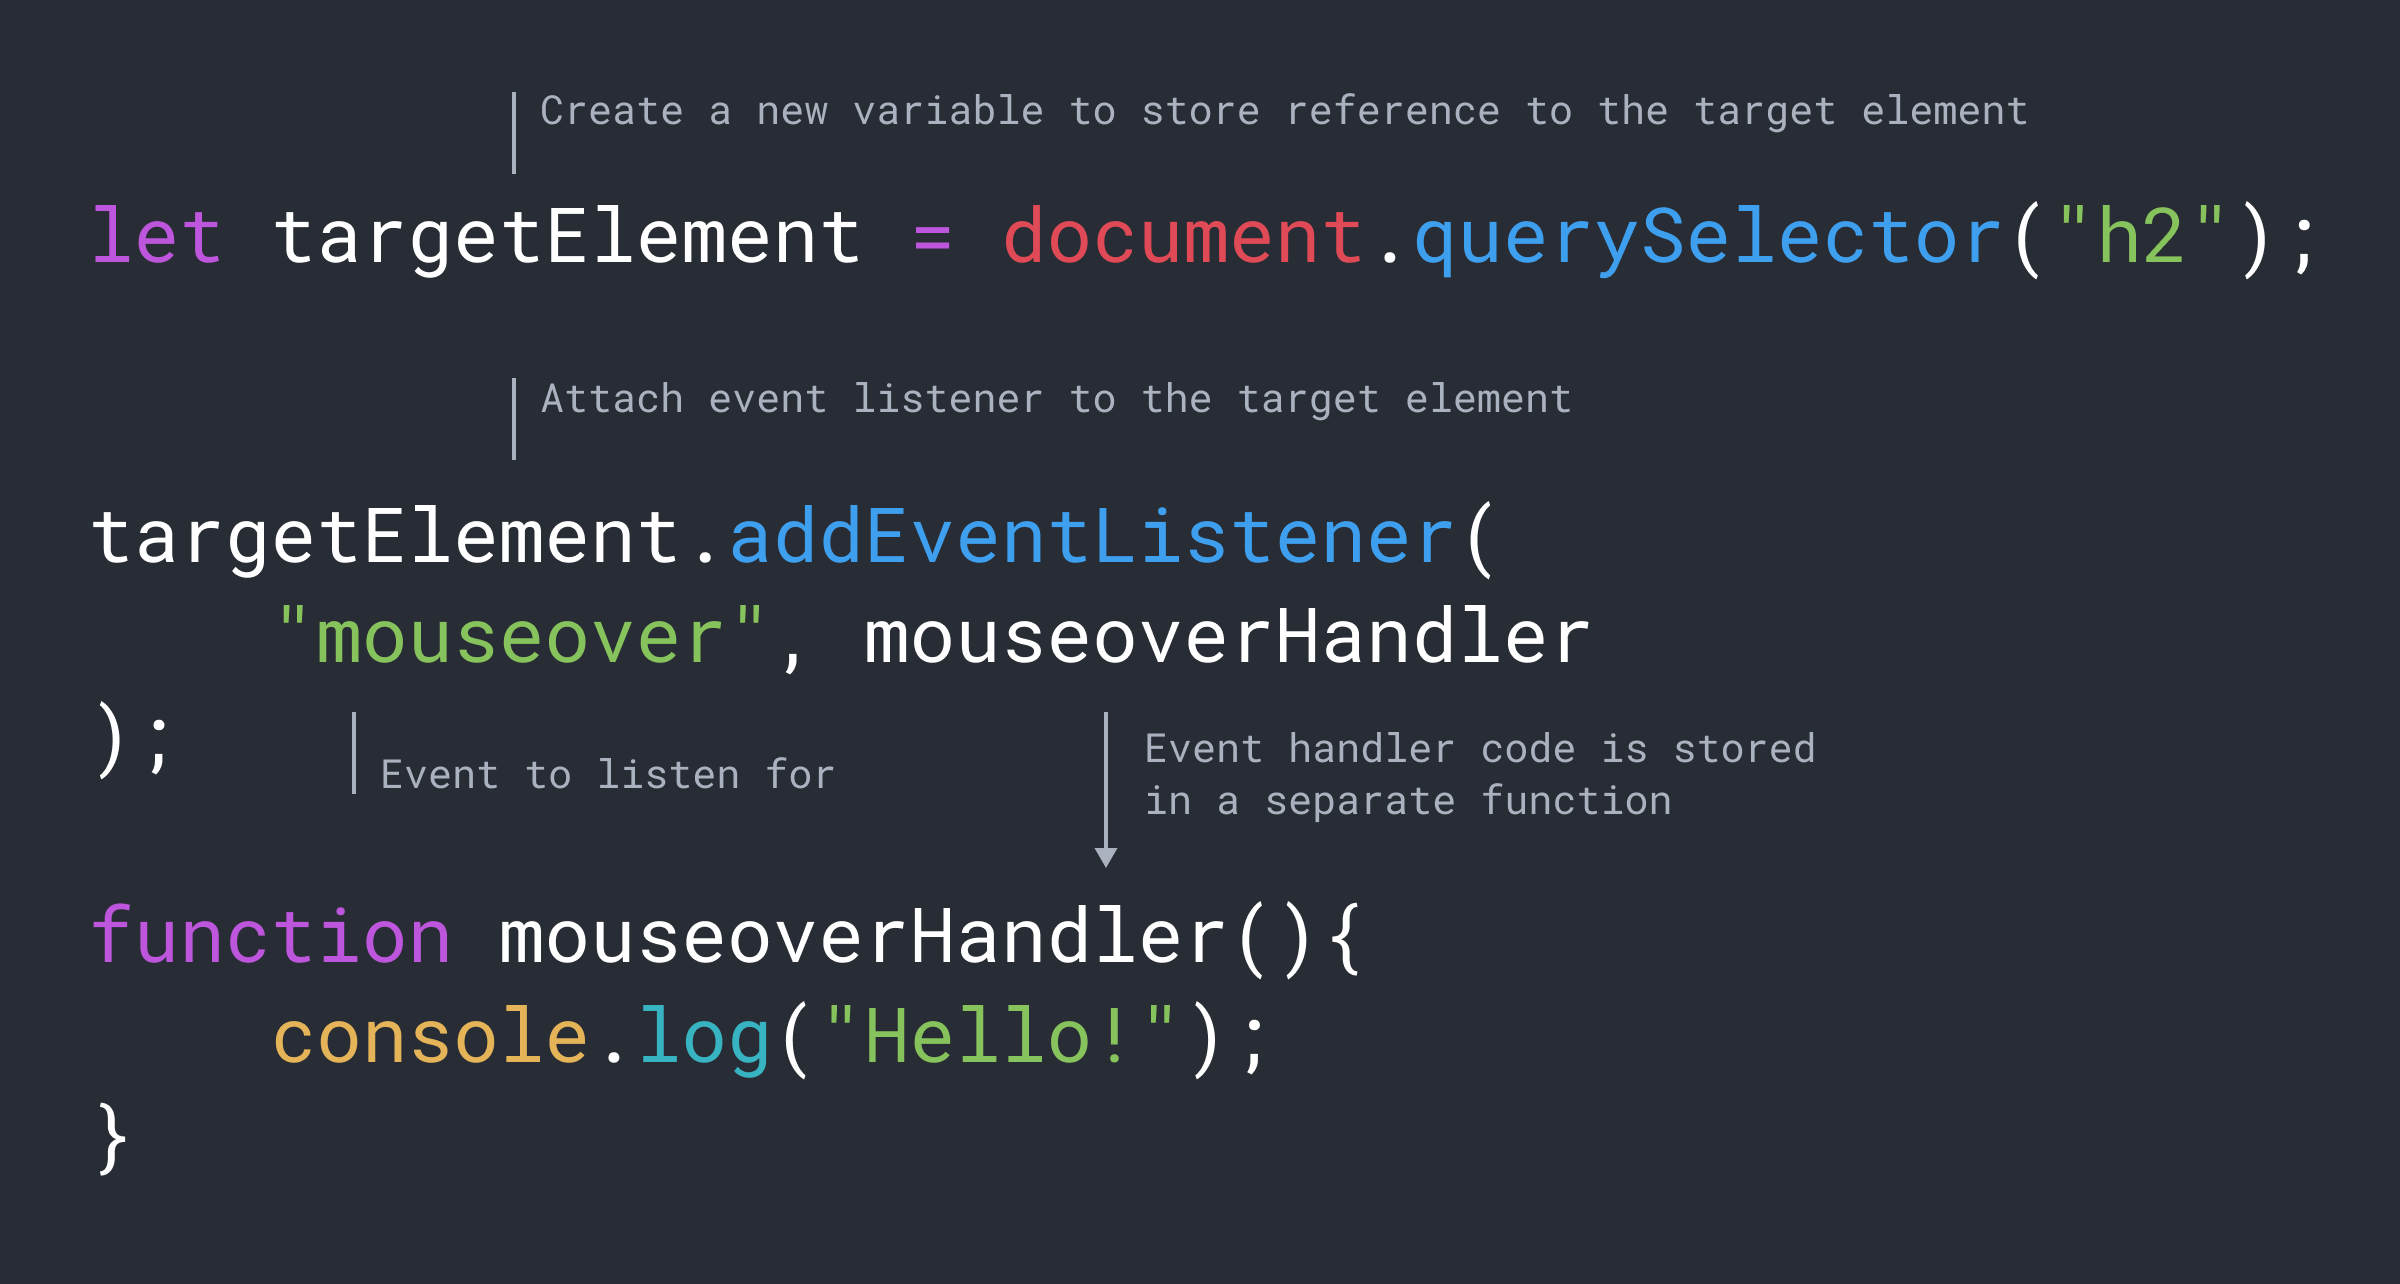 Create a new variable to store reference to the target element
let targetElement = document.querySelector("h2");
Attach event listener to the target element
targetElement.addEventListener(
    "mouseover", mouseoverHandler
);
Event to listen for
Event handler code is stored
in a separate function
function mouseoverHandler(){
    console.log("Hello!");
}